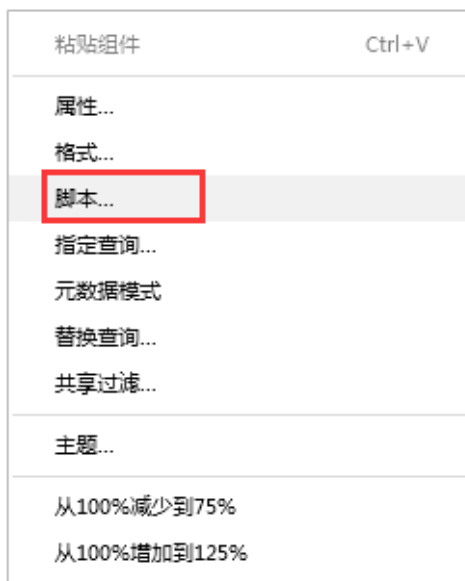 粘贴组件 Ctrl+V
属性...
格式...
脚本...
指定查询...
元数据模式
替换查询...
共享过滤...
主题...
从100%减少到75%
从100%增加到125%